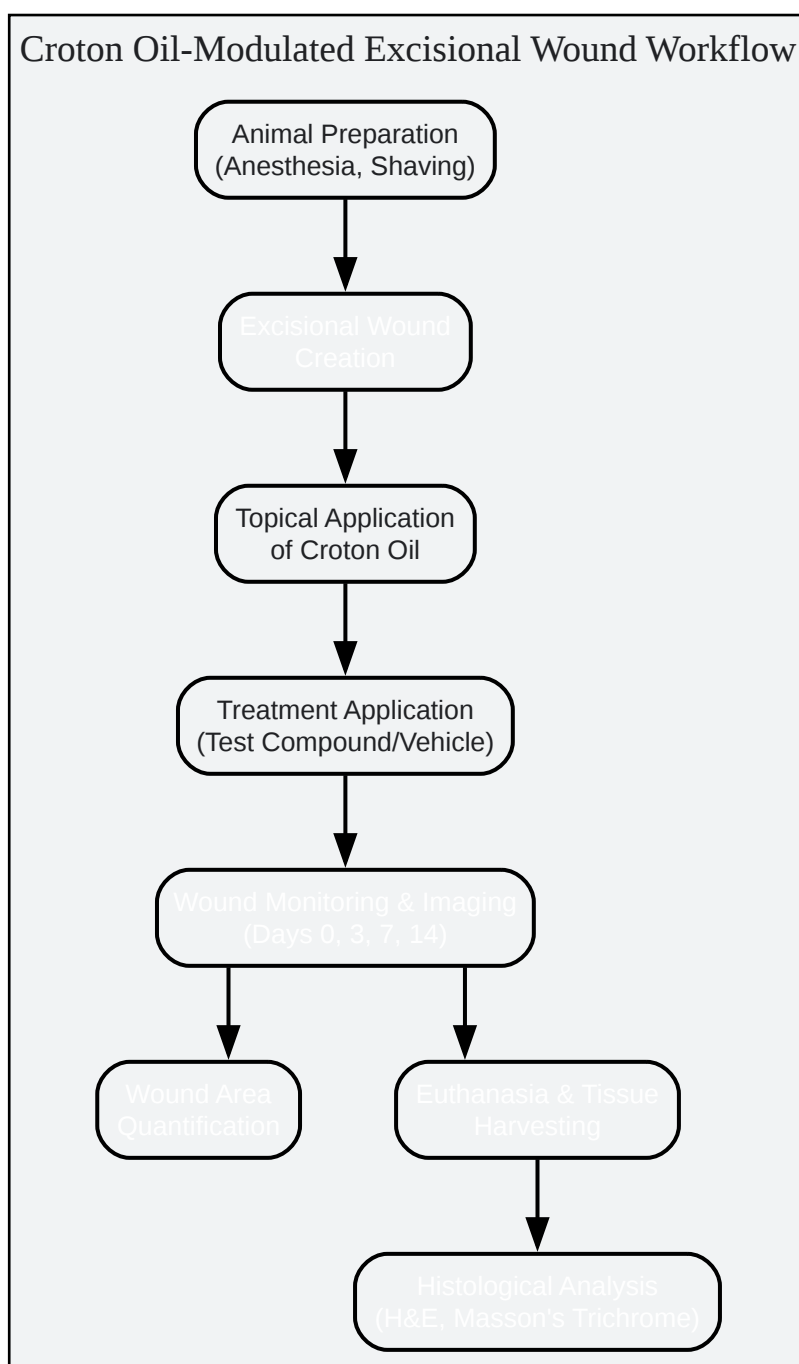 Croton Oil-Modulated Excisional Wound Workflow
Animal Preparation
(Anesthesia, Shaving)
Excisional Wound
Creation
Topical Application
of Croton Oil
Treatment Application
(Test Compound/Vehicle)
Wound Monitoring & Imaging
(Days 0, 3, 7, 14)
Wound Area
Quantification
Euthanasia & Tissue
Harvesting
Histological Analysis
(H&E, Masson's Trichrome)